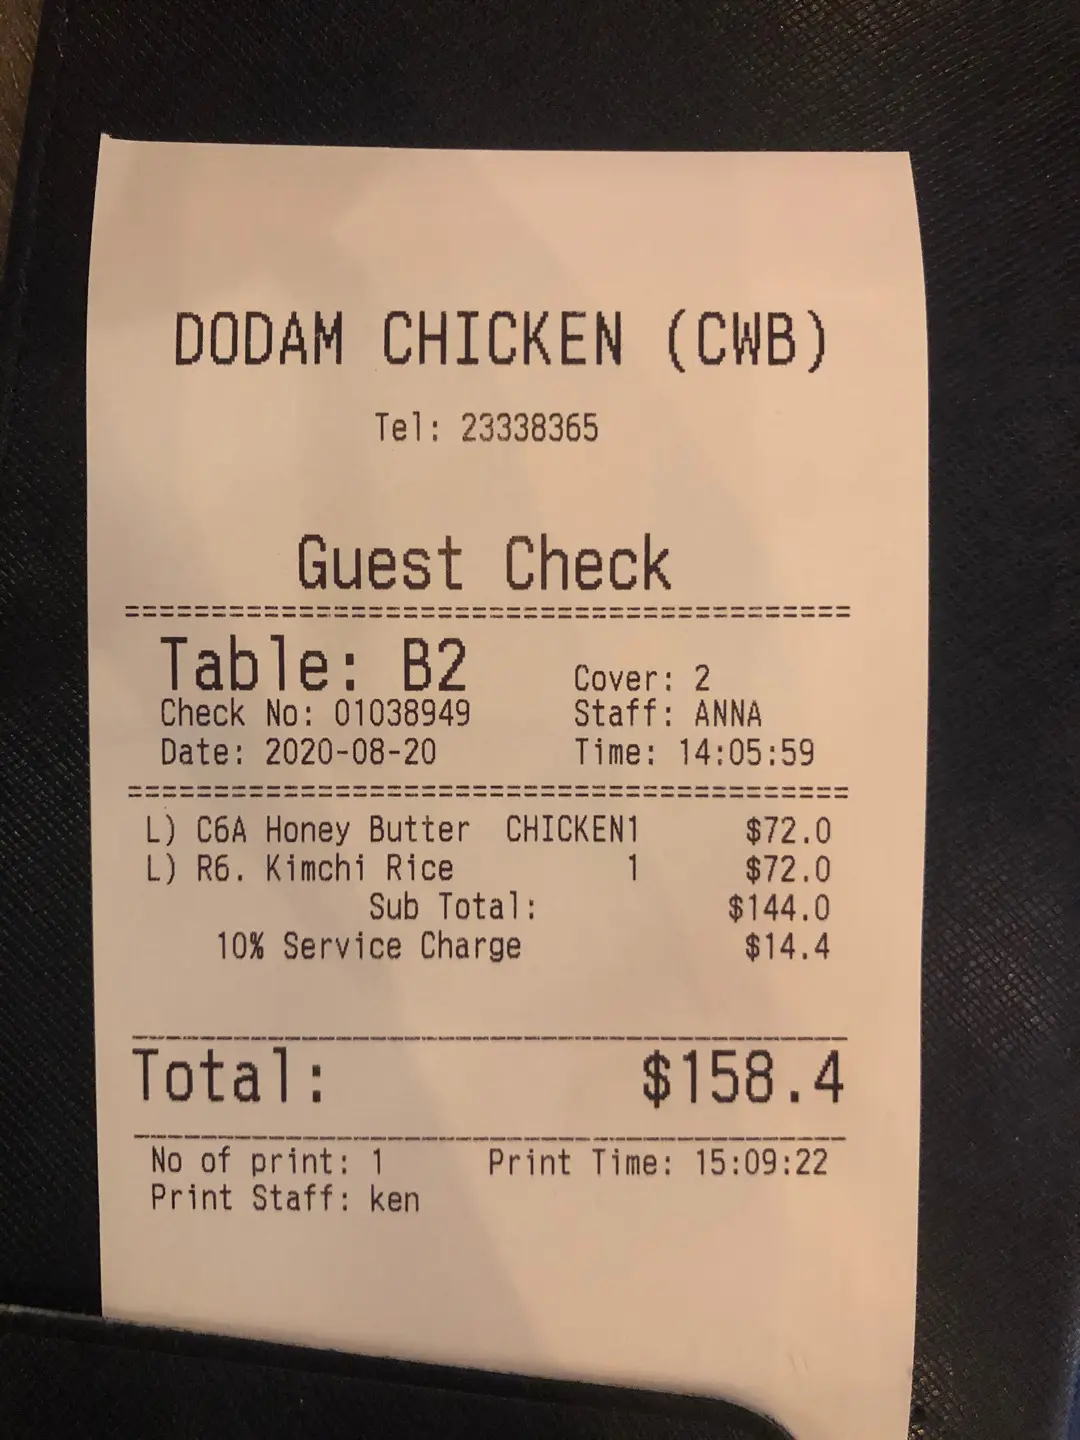 DODAM CHICKEN (CWB)
Tel: 23338365
Guest Check
==========================================
Table: B2 Cover: 2
Check No: 01038949 Staff: ANNA
Date: 2020-08-20 Time: 14:05:59
==========================================
L) C6A Honey Butter CHICKEN1 $72.0
L) R6. Kimchi Rice 1 $72.0
Sub Total: $144.0
10% Service Charge $14.4
Total: $158.4
No of print: 1 Print Time: 15:09:22
Print Staff: ken